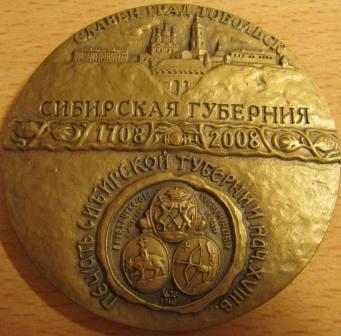 СЛАВЕН ГРАД ТОБОЛЬСК
СИБИРСКАЯ ГУБЕРНИЯ
1708 2008
ПЕЧАТЬ СИБИРСКОЙ ГУБЕРНИИ НАЧ. XVIII в.